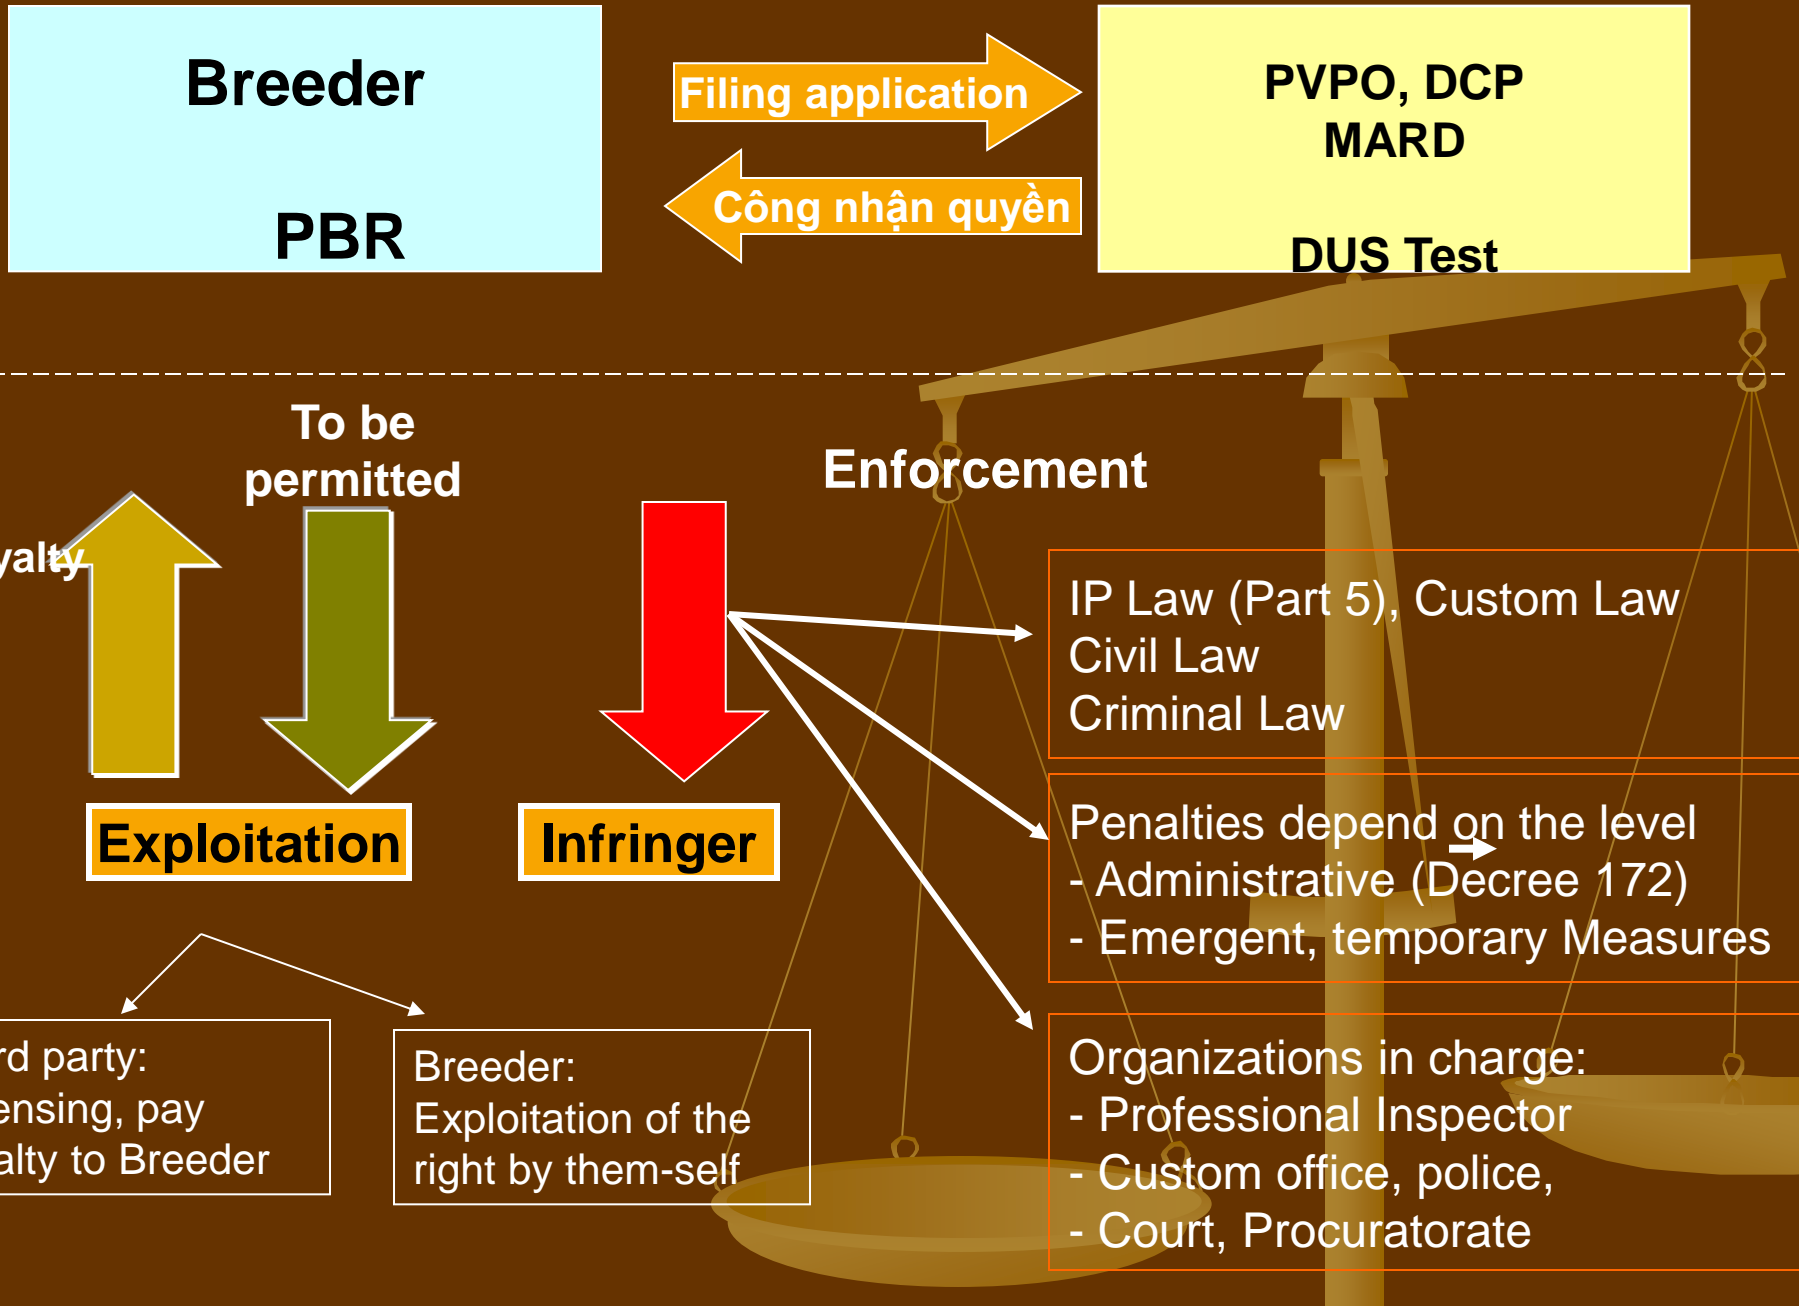 Breeder
PBR
Filing application
Công nhận quyền
PVPO, DCP
MARD
DUS Test
To be
permitted
yalty
Enforcement
Exploitation
Infringer
IP Law (Part 5), Custom Law
Civil Law
Criminal Law
Penalties depend on the level
- Administrative (Decree 172)
- Emergent, temporary Measures
rd party:
ensing, pay
alty to Breeder
Breeder:
Exploitation of the
right by them-self
Organizations in charge:
- Professional Inspector
- Custom office, police,
- Court, Procuratorate